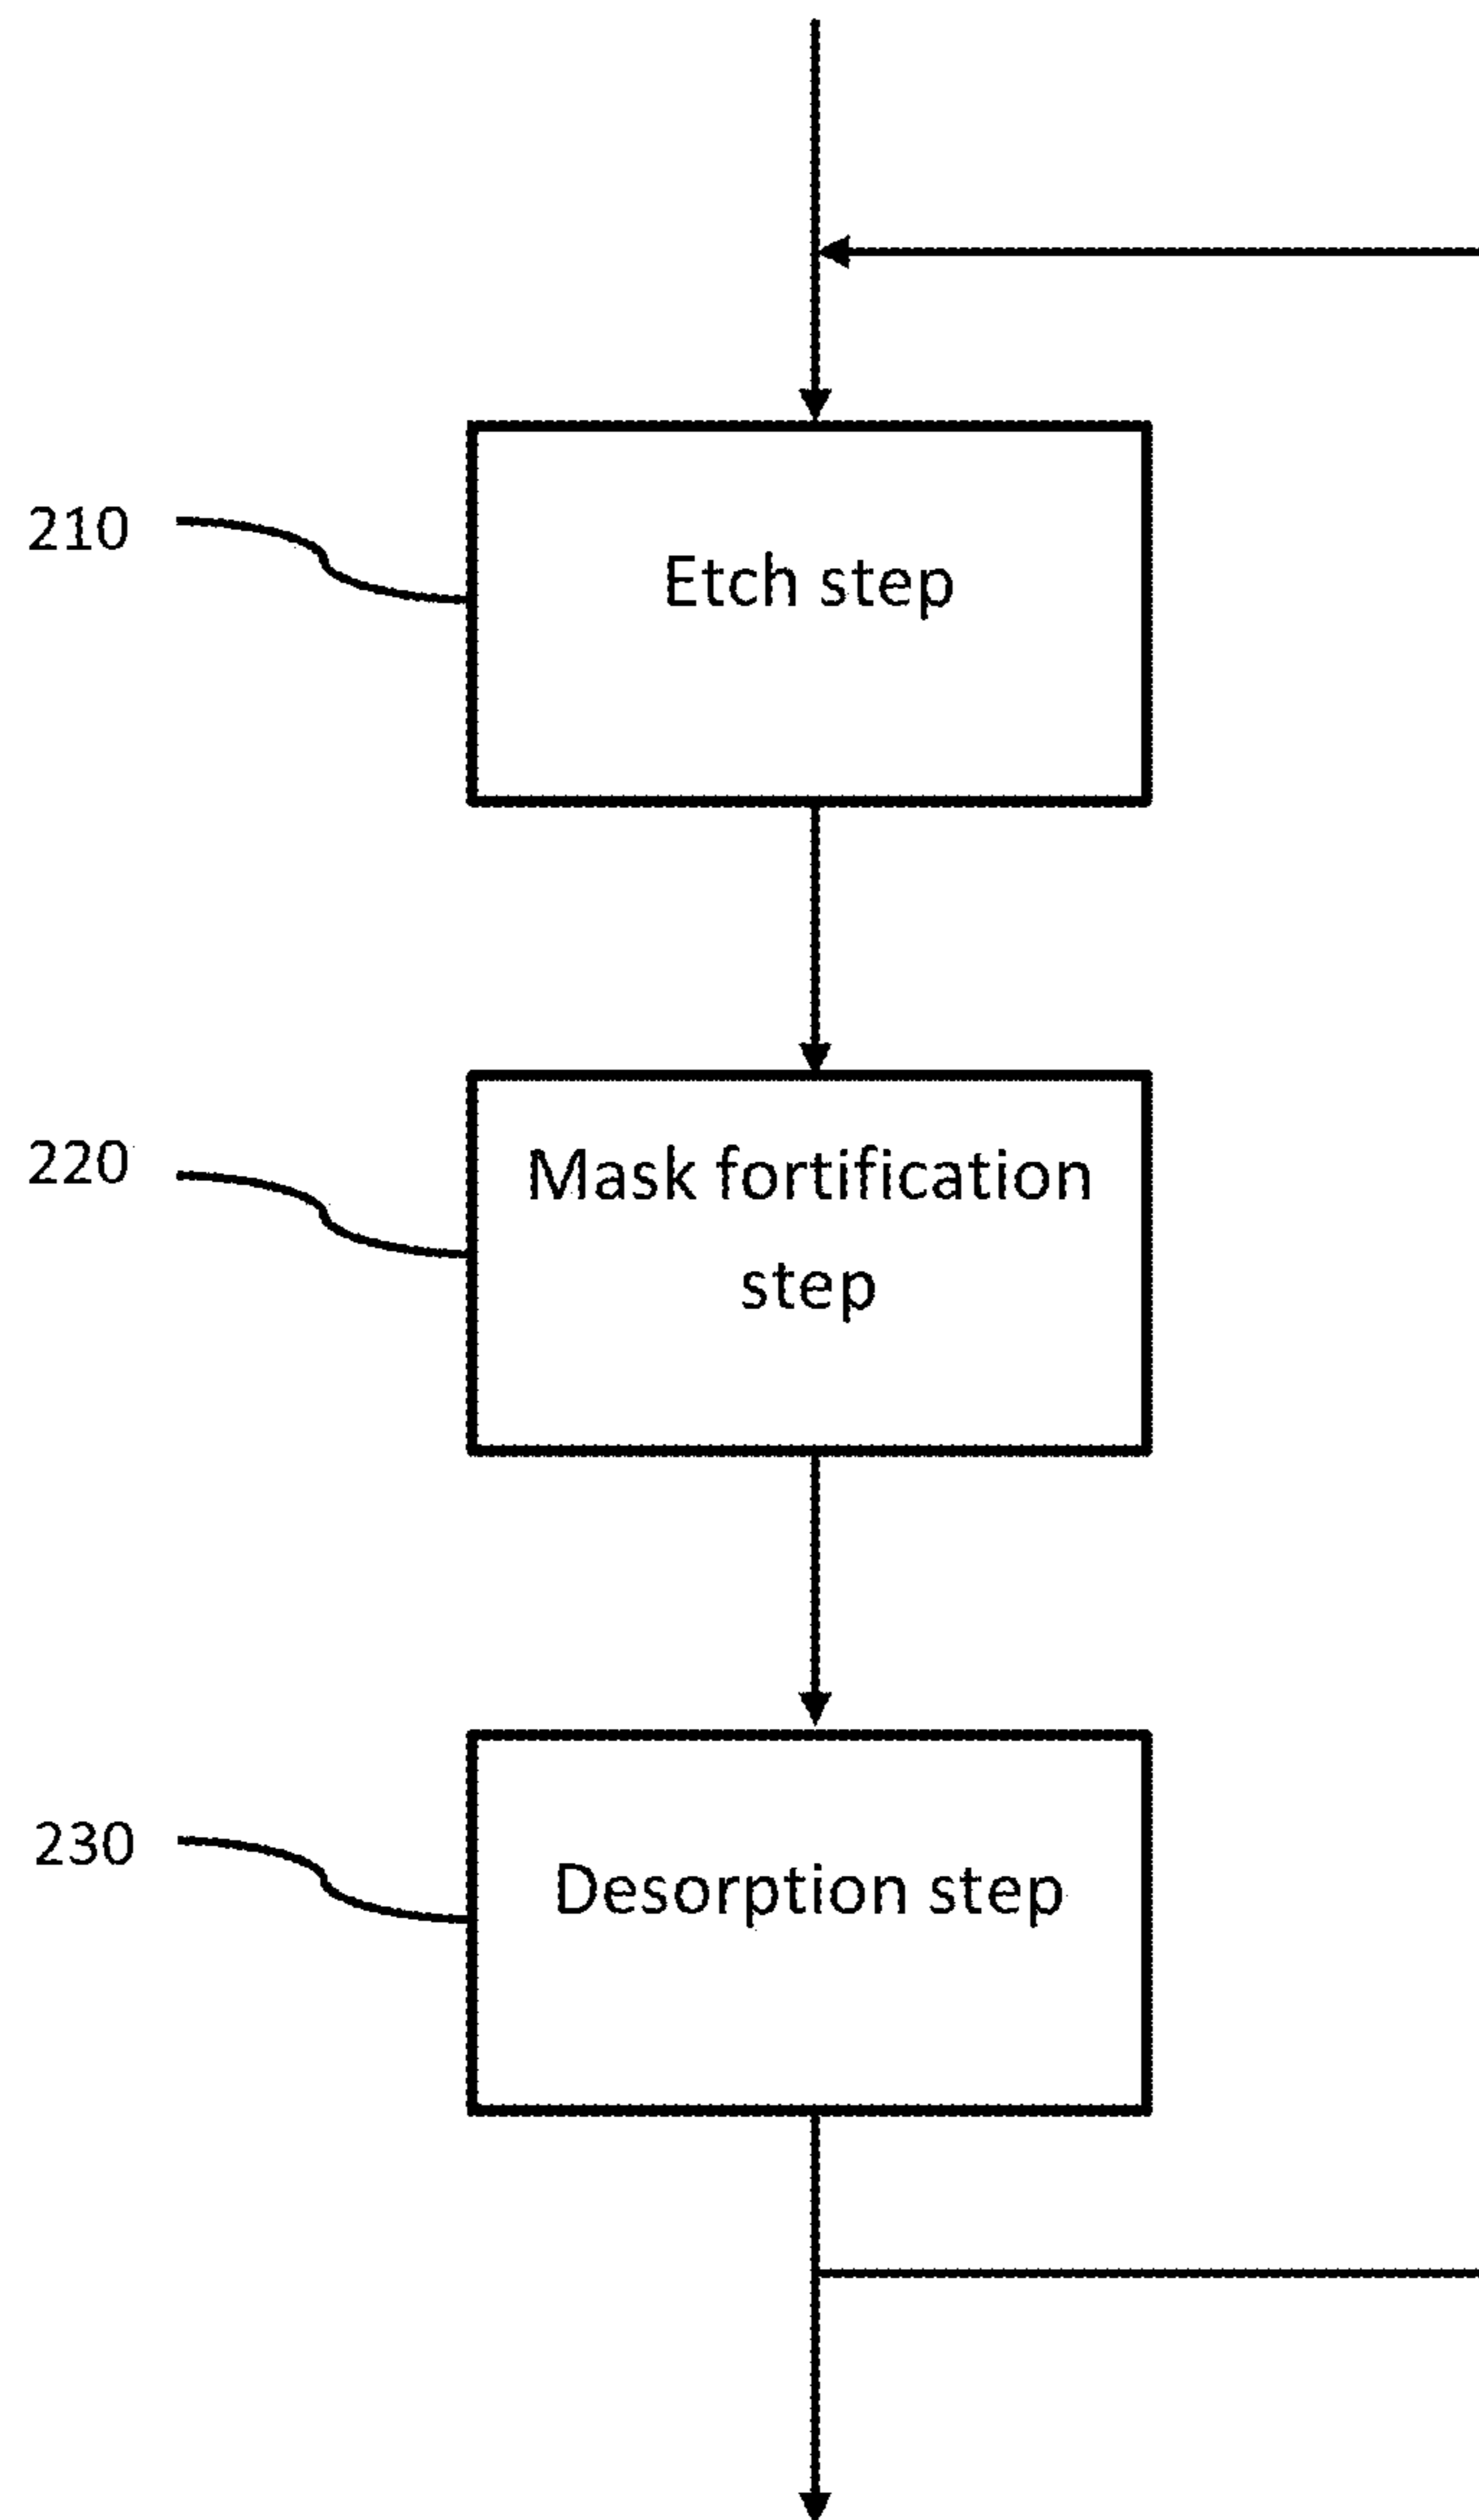 210
Etch step
220
Mask fortification
step
230
Desorption step